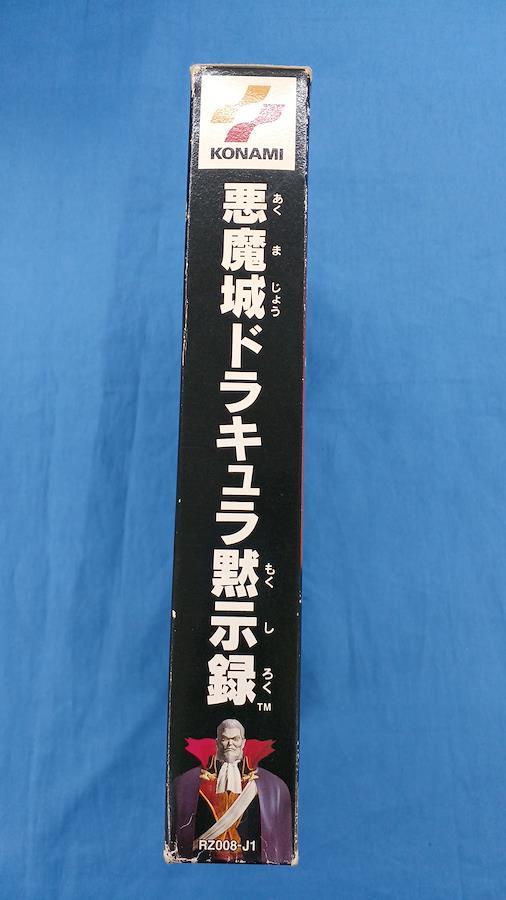 KONAMI
悪魔城ドラキュラ黙示録
あく ま じょう もく し ろく
TM
RZ008-J1